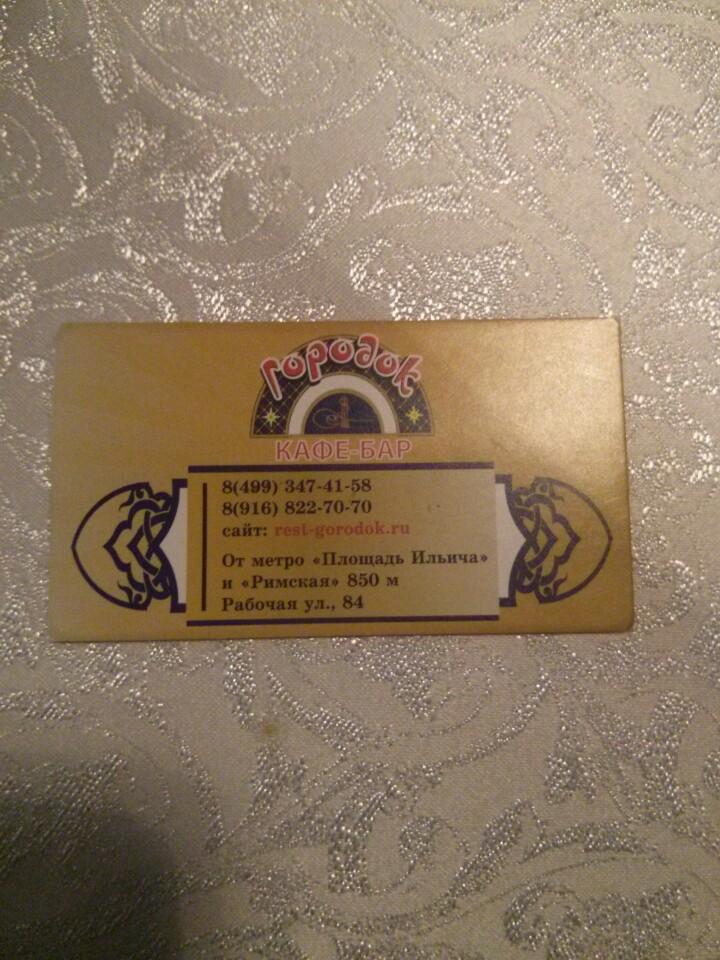 Городок
КАФЕ-БАР
8(499) 347-41-58
8(916) 822-70-70
сайт: rest-gorodok.ru
От метро «Площадь Ильича»
и «Римская» 850 м
Рабочая ул., 84